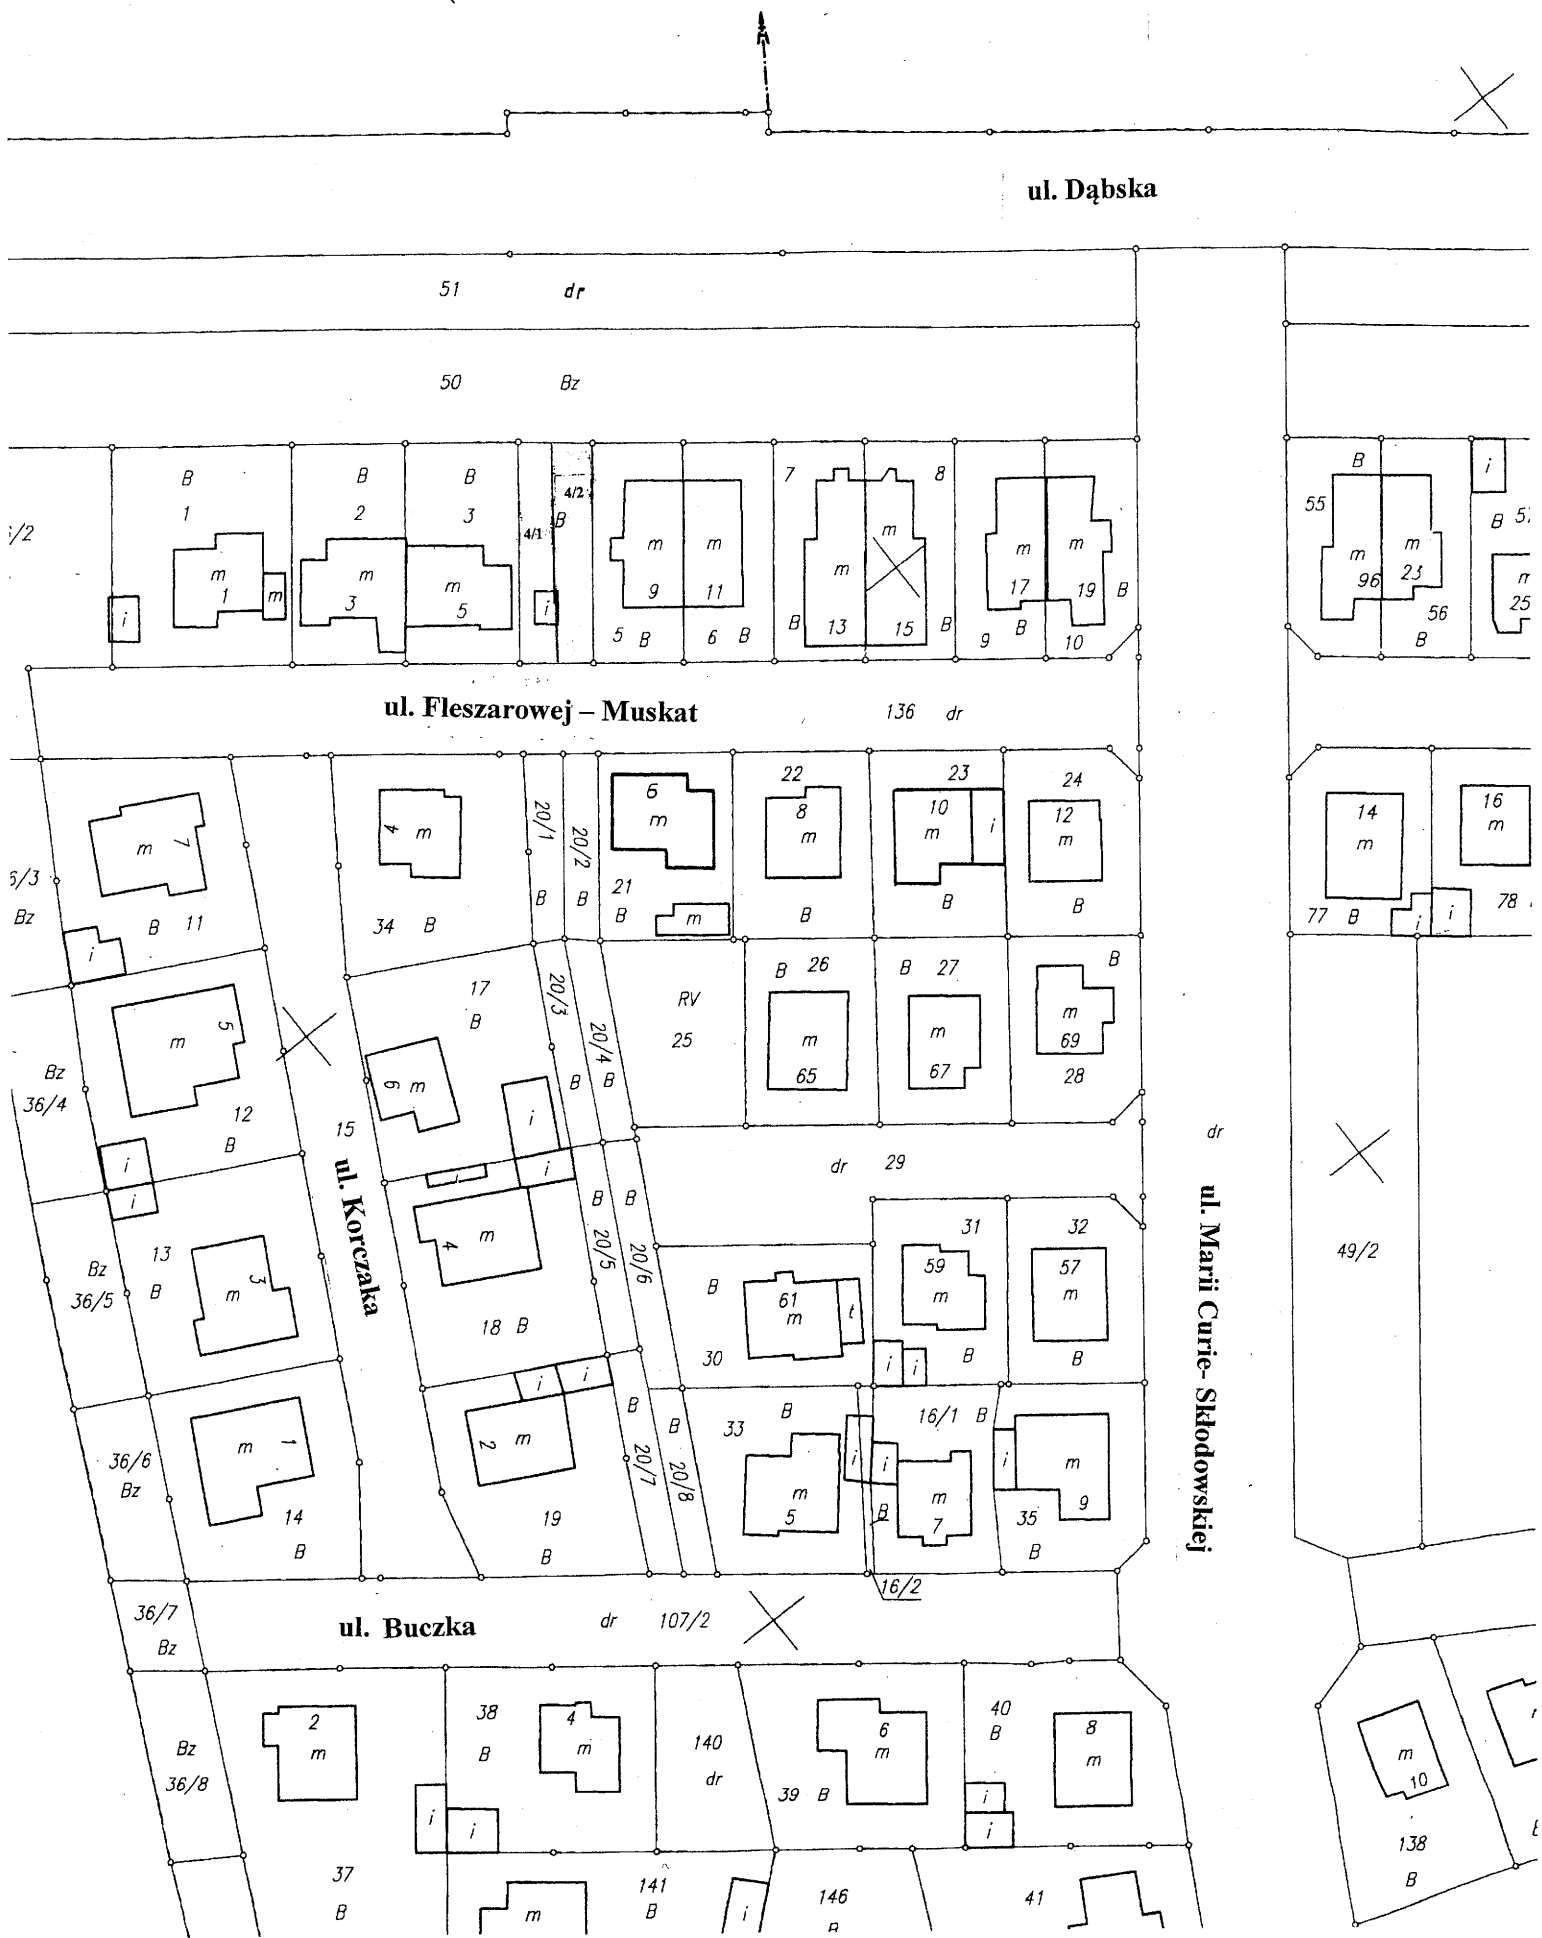 ul. Dąbska
51 dr
50 Bz
B B B 4/2 7 8 B i
1 2 3 4/1 B 55 B
m m m m m m m m m m m m
1 m 3 5 9 11 17 19 B 96 23
i i 13 15 56 25
5 B 6 B B B 9 B 10 B
ul. Fleszarowej – Muskat 136 dr
22 23 24
6 8 10 12 14 16
m 7 4 m 20/1 20/2 m m m i m m m
21
B 11 34 B B B B m B B B 77 B i i 78
Bz
i
17 B 20/3 B 26 B 27 B
m 5 B 20/4 RV 25 m m m
Bz 36/4 6 m B B 65 67 69
12 B 15 i 28
i i i dr 29 dr
ul. Korczaka
B B 31 32
13 B 4 m 20/5 20/6 59 57 49/2
Bz 36/5 m 3 B 61 m t m m
ul. Marii Curie- Skłodowskiej
18 B 30 i i B B
i i B B 33 B 16/1 B
36/6 Bz m 1 2 m 20/7 20/8 m i i m i m
5 7 9
14 B 19 B B 35 B
16/2
36/7 Bz
ul. Buczka dr 107/2
2 38 4 6 40 8
m B m 140 m B m m
Bz 36/8 dr 39 B i 10
i i i 138
37 B 141 B 146 41 B
m i